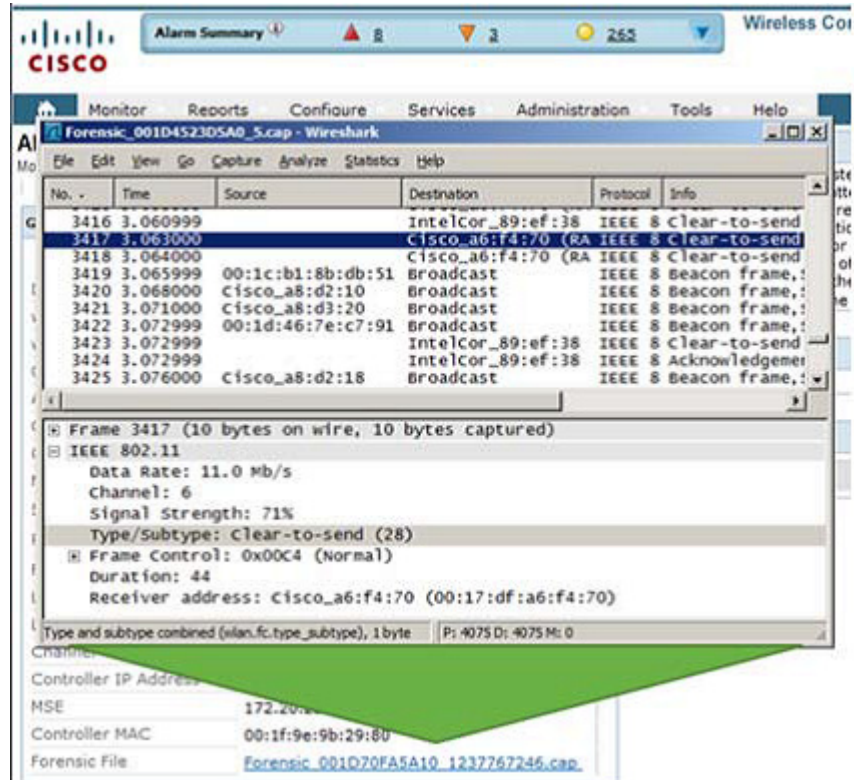 Alarm Summary 8 3 265
Wireless Co
CISCO
Monitor Reports Configure Services Administration Tools Help
Forensic_001D4523D5A0_5.cap - Wireshark
File Edit View Go Capture Analyze Statistics Help
No. - Time Source Destination Protocol Info
3416 3.060999 IntelCor_89:ef:38 IEEE 8 Clear-to-send
3417 3.063000 Cisco_a6:f4:70 (RA IEEE 8 Clear-to-send
3418 3.064000 Cisco_a6:f4:70 (RA IEEE 8 Clear-to-send
3419 3.065999 00:1c:b1:8b:db:51 Broadcast IEEE 8 Beacon frame,
3420 3.068000 Cisco_a8:d2:10 Broadcast IEEE 8 Beacon frame,
3421 3.071000 Cisco_a8:d3:20 Broadcast IEEE 8 Beacon frame,
3422 3.072999 00:1d:46:7e:c7:91 Broadcast IEEE 8 Beacon frame,
3423 3.072999 IntelCor_89:ef:38 IEEE 8 Clear-to-send
3424 3.072999 IntelCor_89:ef:38 IEEE 8 Acknowledgemen
3425 3.076000 Cisco_a8:d2:18 Broadcast IEEE 8 Beacon frame,
Frame 3417 (10 bytes on wire, 10 bytes captured)
IEEE 802.11
Data Rate: 11.0 Mb/s
Channel: 6
Signal Strength: 71%
Type/Subtype: Clear-to-send (28)
Frame Control: 0x00C4 (Normal)
Duration: 44
Receiver address: Cisco_a6:f4:70 (00:17:df:a6:f4:70)
Type and subtype combined (wlan.fc.type_subtype), 1 byte P: 4075 D: 4075 M: 0
Channel
Controller IP Address
MSE 172.20.
Controller MAC 00:1f:9e:9b:29:80
Forensic File Forensic_001D70FA5A10_1237767246.cap